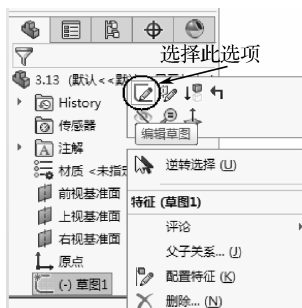 选择此选项
3.13 (默认<<默
History
传感器
注解
材质 <未指定
前视基准面
上视基准面
右视基准面
原点
(-) 草图1
编辑草图
逆转选择 (U)
特征 (草图1)
评论
父子关系... (J)
配置特征 (K)
删除... (N)